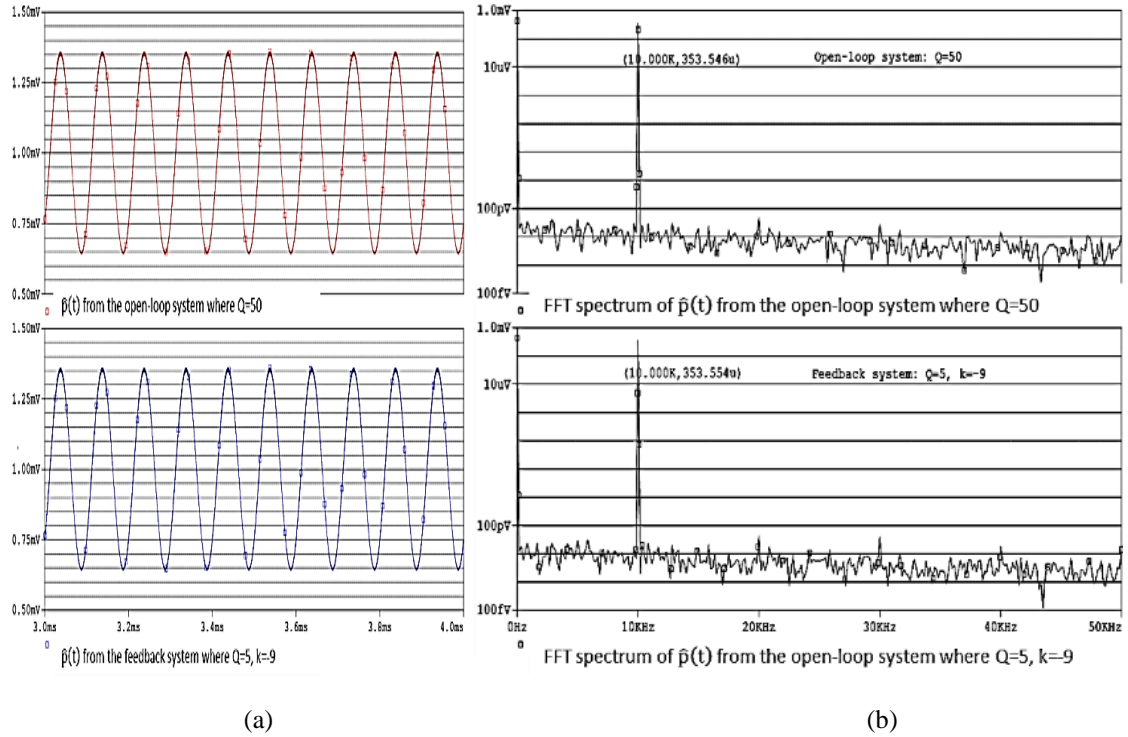 1.50mV
1.25mV
1.00mV
0.75mV
0.50mV
p̂(t) from the open-loop system where Q=50
1.50mV
1.25mV
1.00mV
0.75mV
0.50mV
3.0ms 3.2ms 3.4ms 3.6ms 3.8ms 4.0ms
p̂(t) from the feedback system where Q=5, k=-9
(a)
1.0mV
(10.000K,353.546u) Open-loop system: Q=50
10uV
100pV
100fV
FFT spectrum of p̂(t) from the open-loop system where Q=50
1.0mV
(10.000K,353.554u) Feedback system: Q=5, k=-9
10uV
100pV
100fV
0Hz 10KHz 20KHz 30KHz 40KHz 50KHz
FFT spectrum of p̂(t) from the open-loop system where Q=5, k=-9
(b)